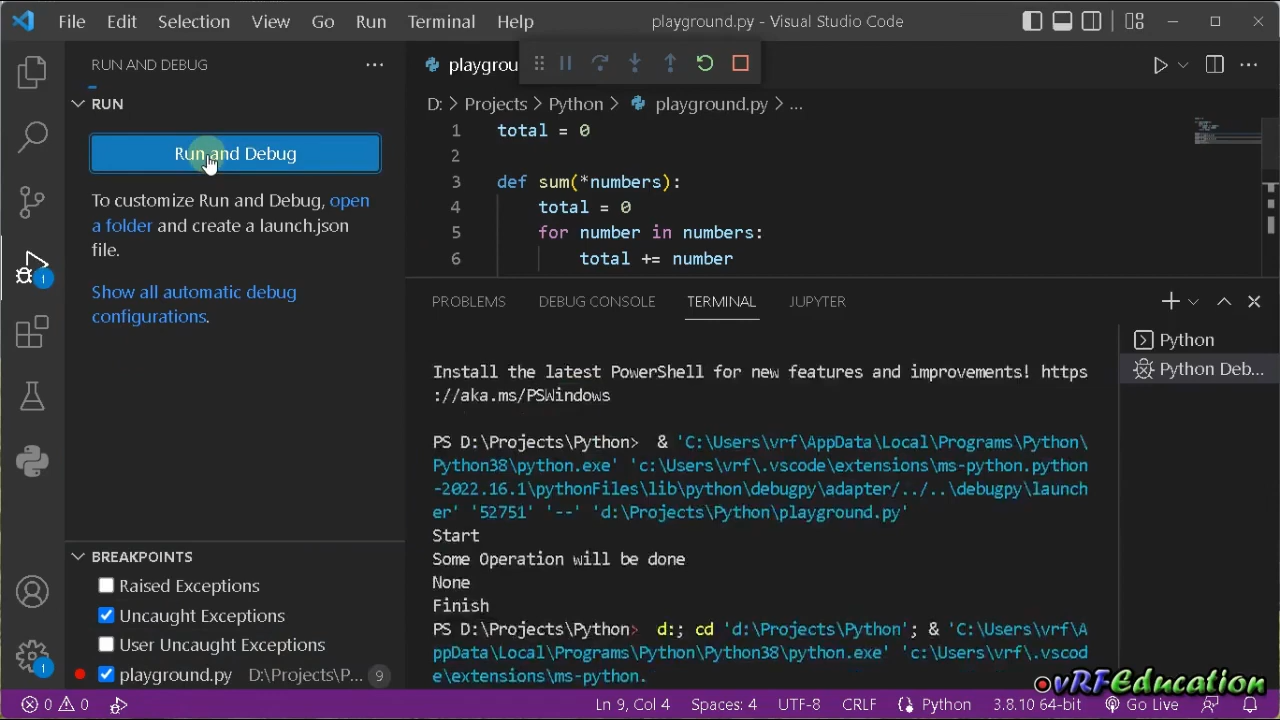 File Edit Selection View Go Run Terminal Help playground.py - Visual Studio Code
RUN AND DEBUG
RUN
Run and Debug
To customize Run and Debug, open
a folder and create a launch.json
file.
Show all automatic debug
configurations.
BREAKPOINTS
Raised Exceptions
Uncaught Exceptions
User Uncaught Exceptions
playground.py D:\Projects\P... 9
1
1
playgrou
D: > Projects > Python > playground.py > ...
1 total = 0
2
3 def sum(*numbers):
4 total = 0
5 for number in numbers:
6 total += number
PROBLEMS DEBUG CONSOLE TERMINAL JUPYTER
Install the latest PowerShell for new features and improvements! https
://aka.ms/PSWindows
PS D:\Projects\Python> & 'C:\Users\vrf\AppData\Local\Programs\Python\
Python38\python.exe' 'c:\Users\vrf\.vscode\extensions\ms-python.python
-2022.16.1\pythonFiles\lib\python\debugpy\adapter/../..\debugpy\launch
er' '52751' '--' 'd:\Projects\Python\playground.py'
Start
Some Operation will be done
None
Finish
PS D:\Projects\Python> d:; cd 'd:\Projects\Python'; & 'C:\Users\vrf\A
ppData\Local\Programs\Python\Python38\python.exe' 'c:\Users\vrf\.vscod
e\extensions\ms-python.
Python
Python Deb...
vRFEducation
0 0 Ln 9, Col 4 Spaces: 4 UTF-8 CRLF Python 3.8.10 64-bit Go Live